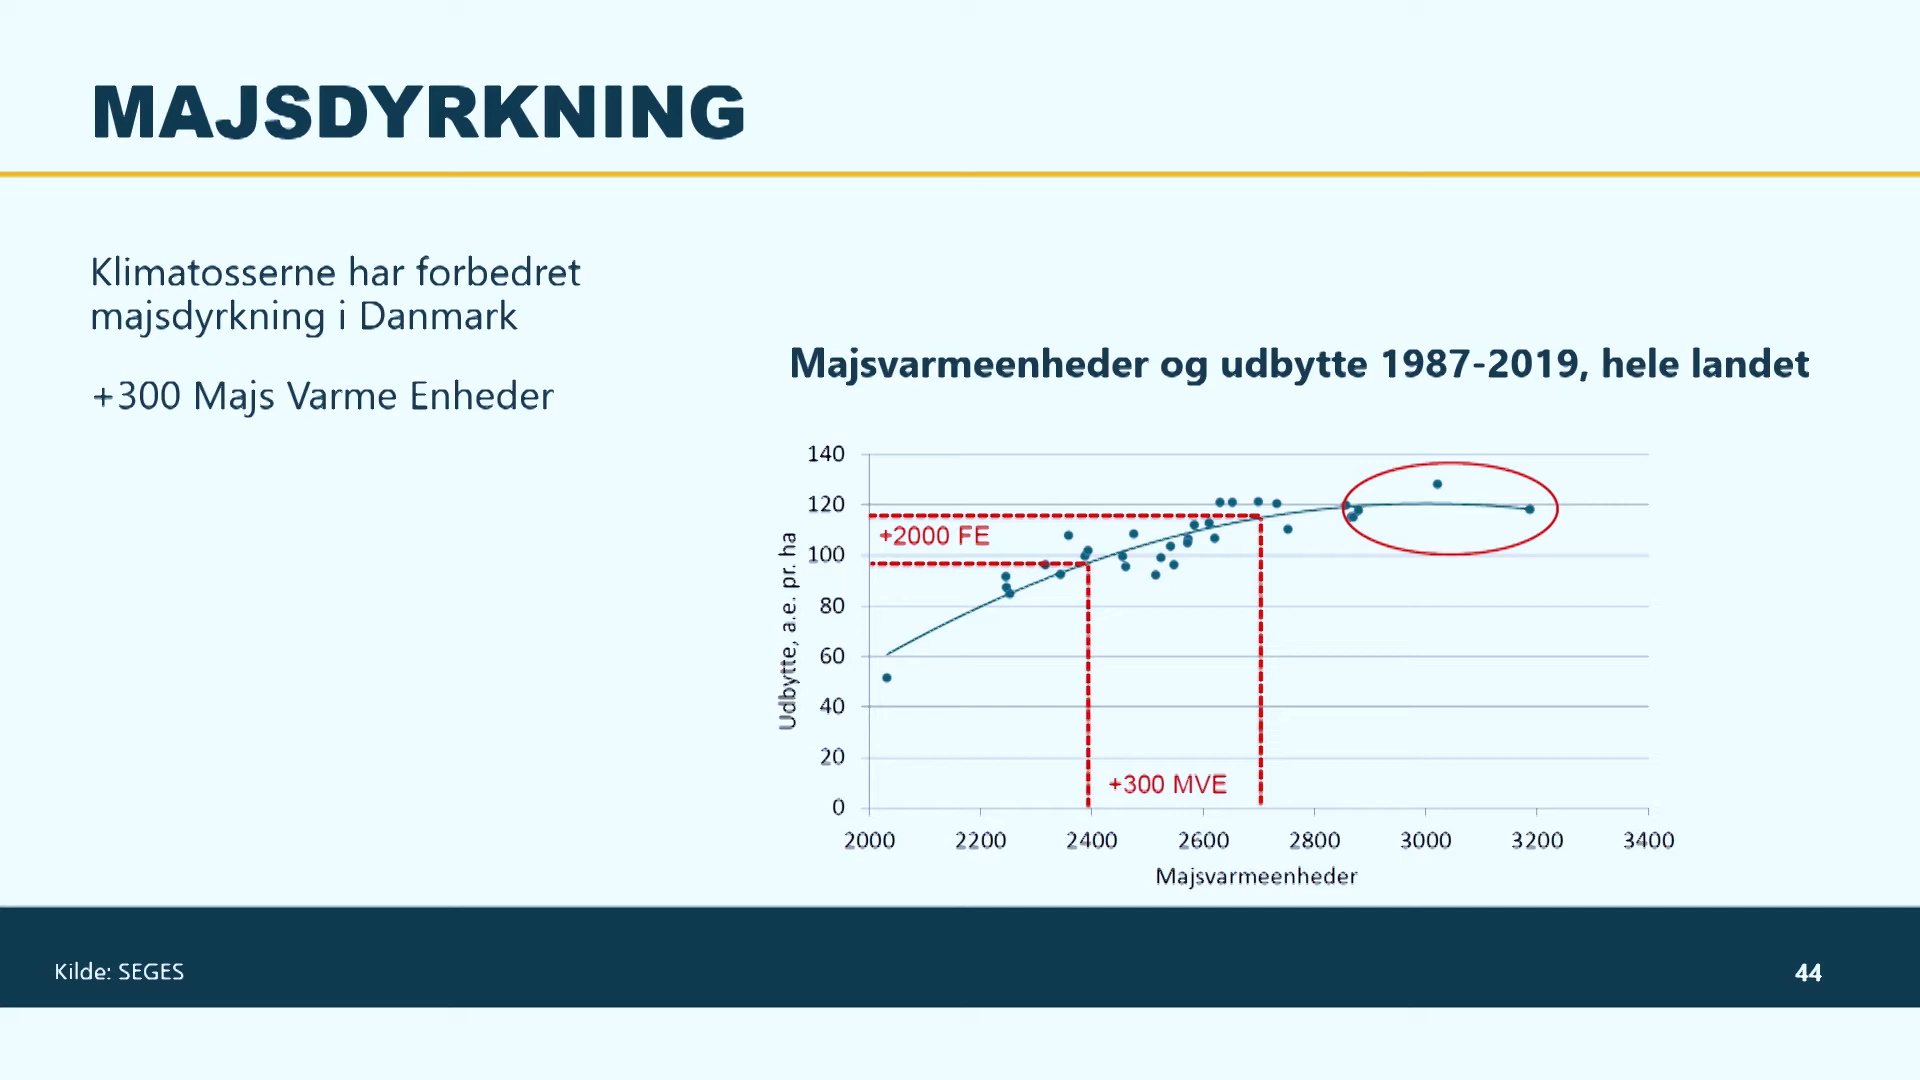 MAJSDYRKNING
Klimatosserne har forbedret
majsdyrkning i Danmark
+300 Majs Varme Enheder
Majsvarmeenheder og udbytte 1987-2019, hele landet
Udbytte, a.e. pr. ha
140
120
100
80
60
40
20
0
+2000 FE
+300 MVE
2000 2200 2400 2600 2800 3000 3200 3400
Majsvarmeenheder
Kilde: SEGES
44